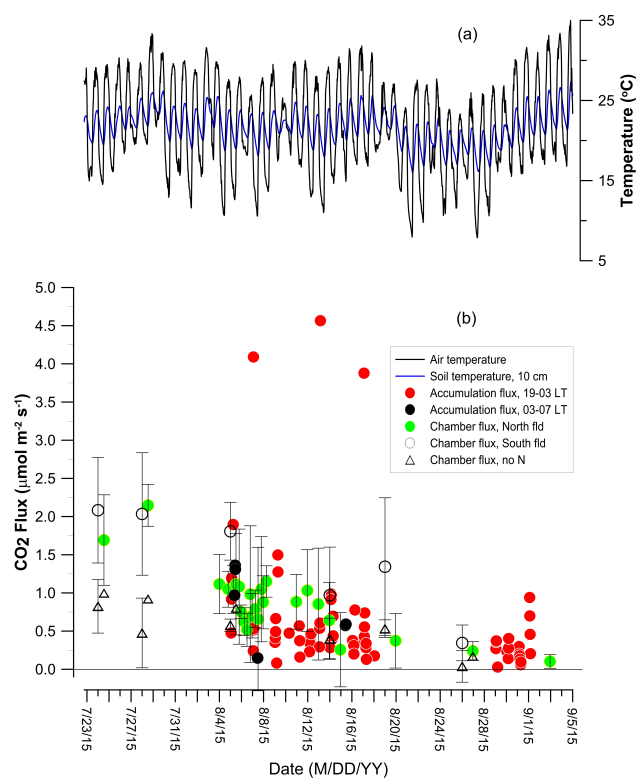 (a)
35
25
15
5
Temperature (°C)
(b)
5.0
4.5
4.0
3.5
3.0
2.5
2.0
1.5
1.0
0.5
0.0
CO2 Flux (μmol m-2 s-1)
Air temperature
Soil temperature, 10 cm
Accumulation flux, 19-03 LT
Accumulation flux, 03-07 LT
Chamber flux, North fld
Chamber flux, South fld
Chamber flux, no N
7/23/15
7/27/15
7/31/15
8/4/15
8/8/15
8/12/15
8/16/15
8/20/15
8/24/15
8/28/15
9/1/15
9/5/15
Date (M/DD/YY)